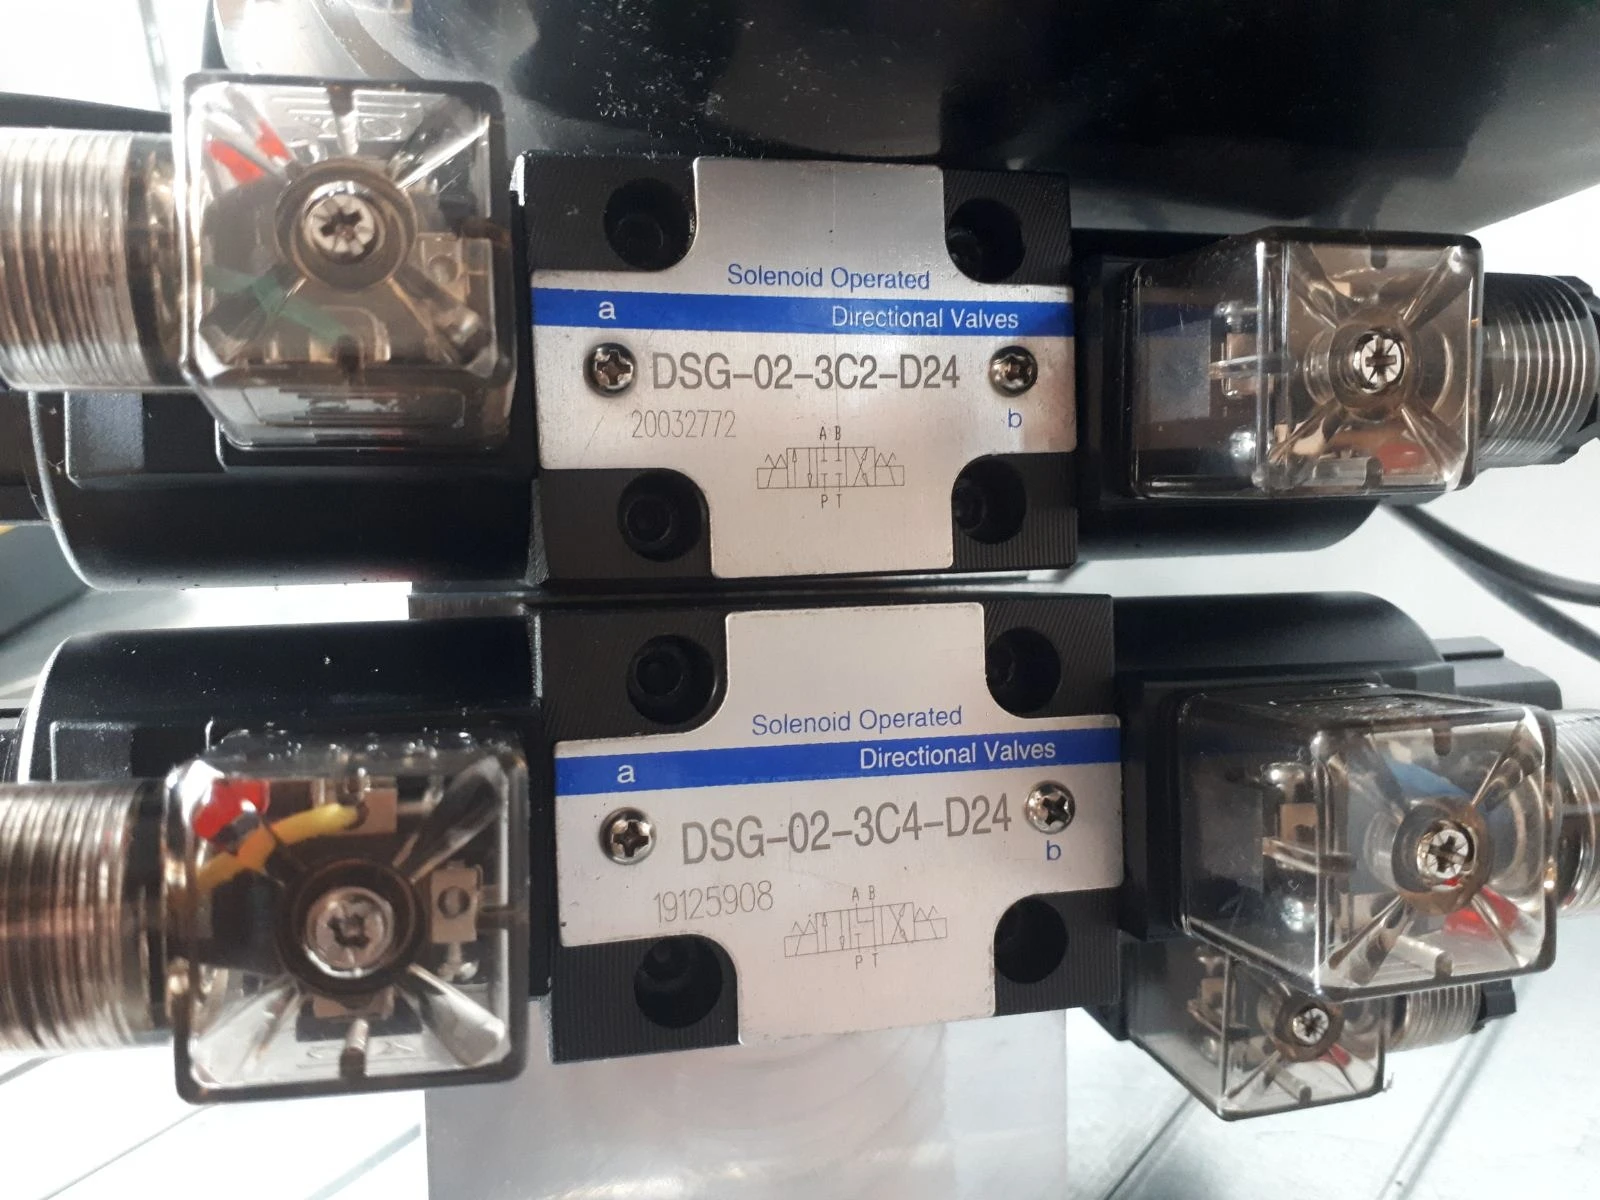 Solenoid Operated
a Directional Valves
DSG-02-3C2-D24
20032772
b
A B
P T
Solenoid Operated
a Directional Valves
DSG-02-3C4-D24
b
19125908
A B
P T